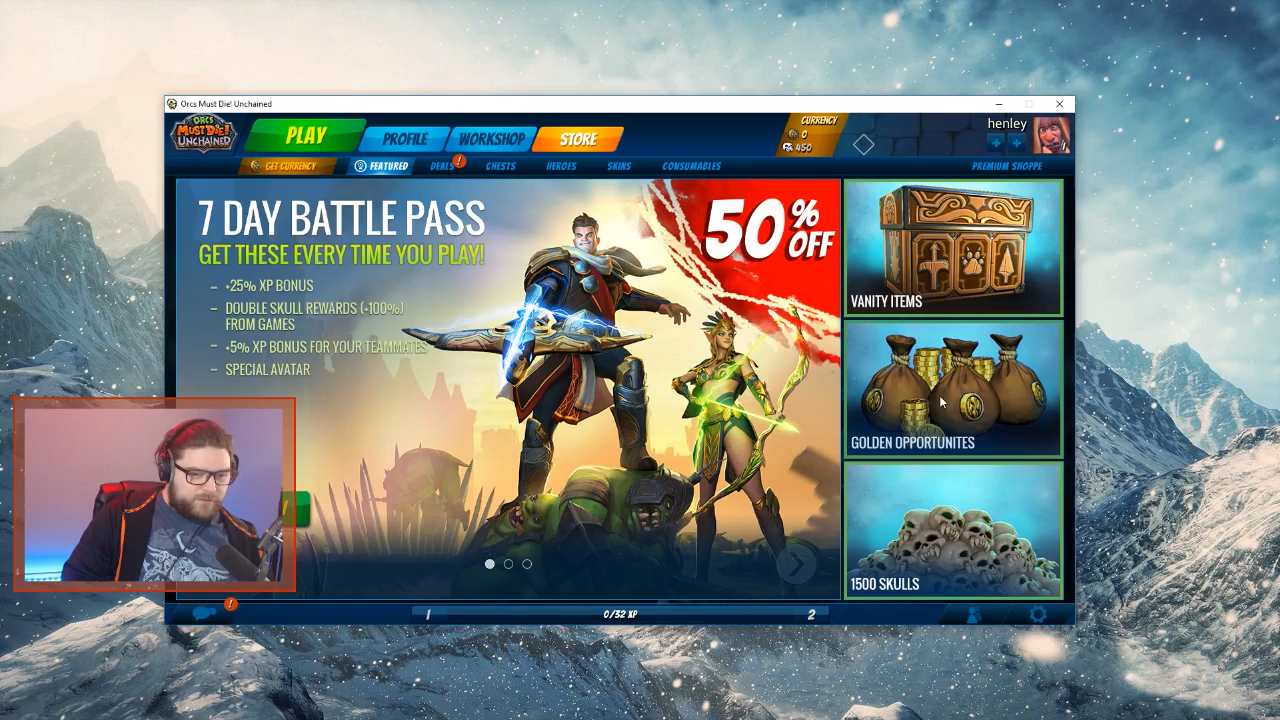 Orcs Must Die! Unchained
ORCS
MUST DIE!
UNCHAINED
PLAY
PROFILE
WORKSHOP
STORE
CURRENCY
0
450
henley
GET CURRENCY
FEATURED
DEALS
!
CHESTS
HEROES
SKINS
CONSUMABLES
PREMIUM SHOPPE
7 DAY BATTLE PASS
GET THESE EVERY TIME YOU PLAY!
- +25% XP BONUS
- DOUBLE SKULL REWARDS (+100%)
FROM GAMES
- +5% XP BONUS FOR YOUR TEAMMATES
- SPECIAL AVATAR
50% OFF
VANITY ITEMS
GOLDEN OPPORTUNITES
1500 SKULLS
!
1
0/32 XP
2